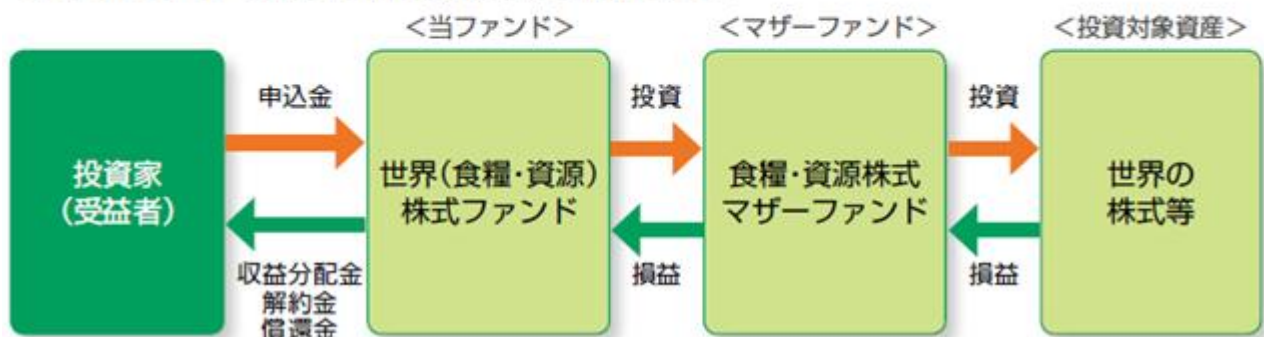 <当ファンド>
<マザーファンド>
<投資対象資産>
申込金
投資
投資
投資家
(受益者)
世界(食糧・資源)
株式ファンド
食糧・資源株式
マザーファンド
世界の
株式等
収益分配金
解約金
償還金
損益
損益